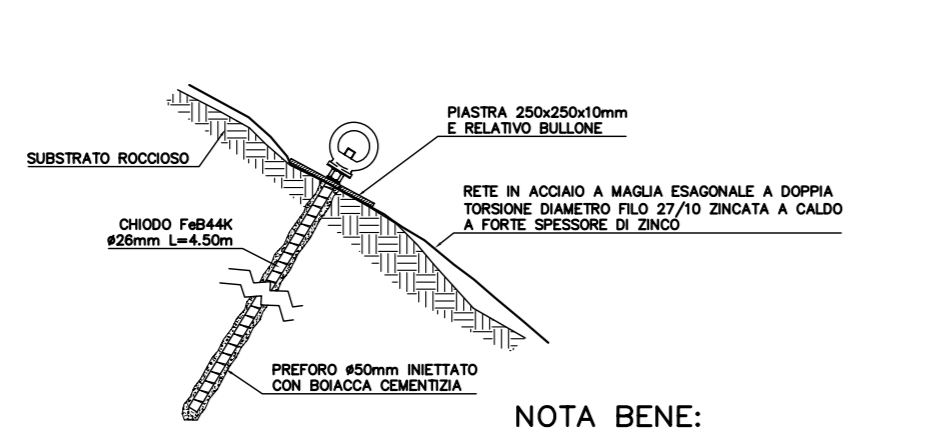 PIASTRA 250x250x10mm
E RELATIVO BULLONE
SUBSTRATO ROCCIOSO
RETE IN ACCIAIO A MAGLIA ESAGONALE A DOPPIA
TORSIONE DIAMETRO FILO 27/10 ZINCATA A CALDO
A FORTE SPESSORE DI ZINCO
CHIODO FeB44K
ø26mm L=4.50m
PREFORO ø50mm INIETTATO
CON BOIACCA CEMENTIZIA
NOTA BENE: